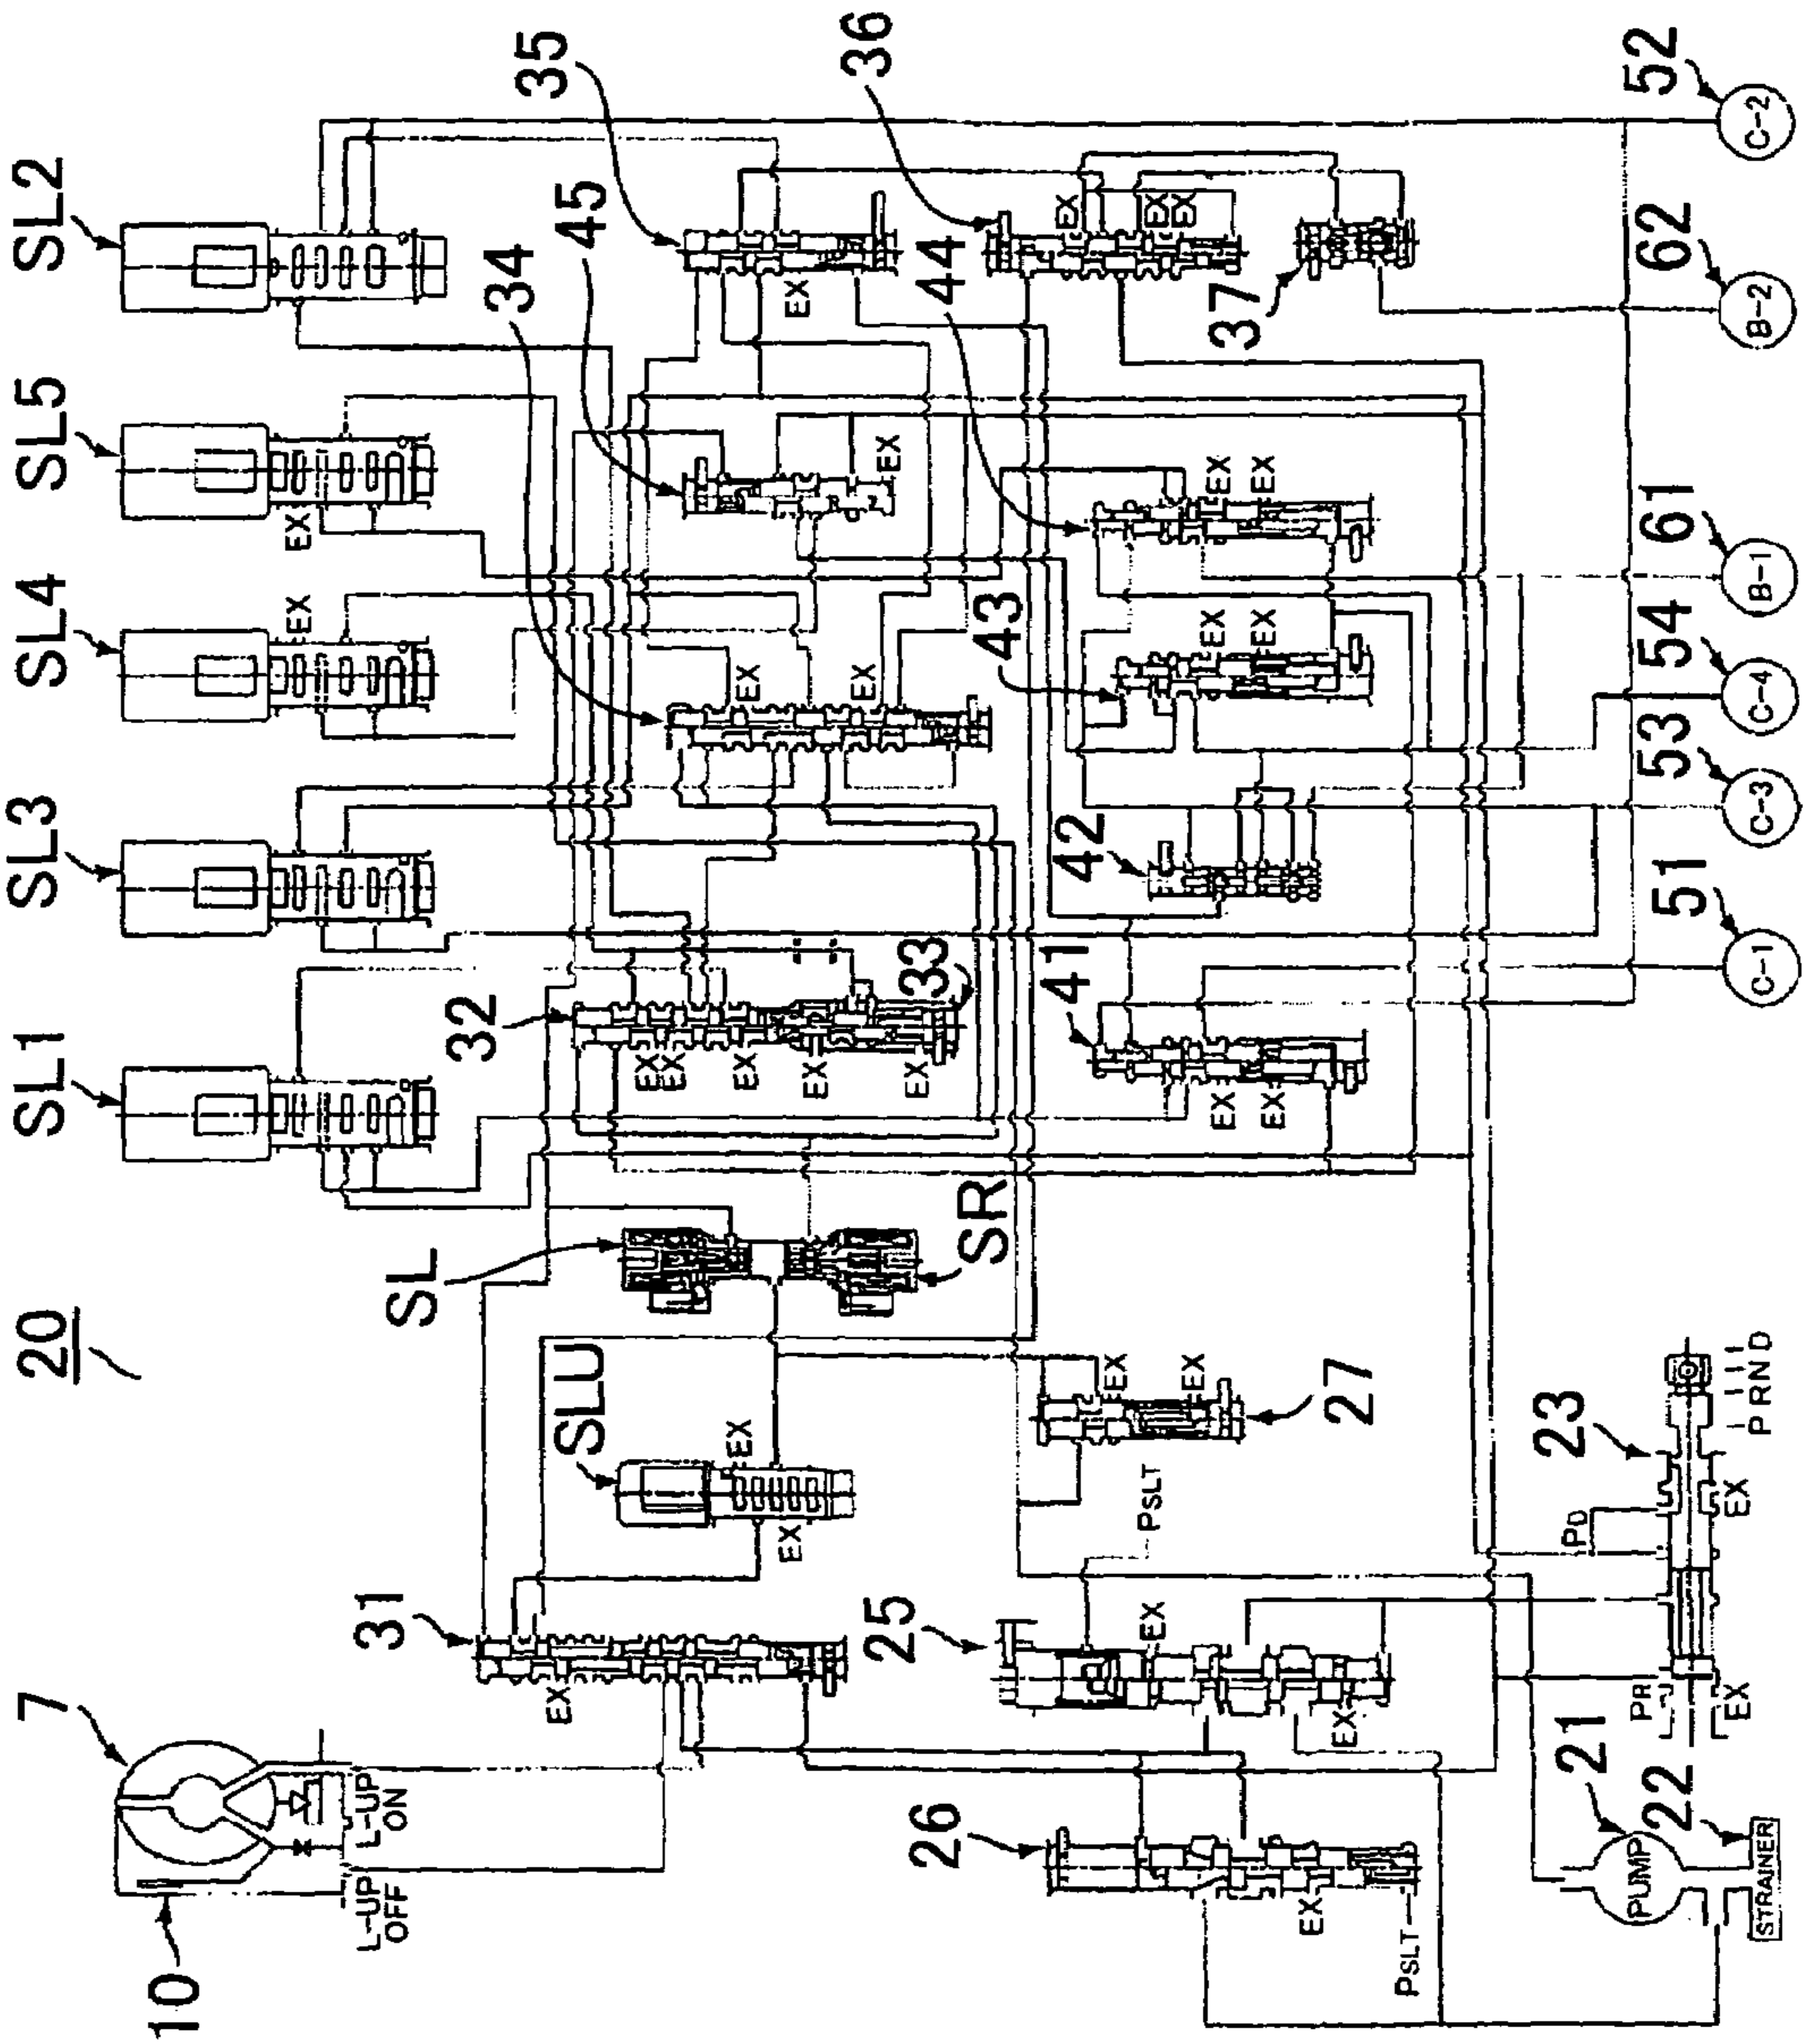 20
7
10
L-UP
OFF
L-UP
ON
31
EX
SLU
EX
EX
SL
SR
SL1
SL3
SL4
SL5
SL2
EX
EX
32
33
EX
EX
EX
EX
EX
34
EX
EX
45
EX
35
EX
36
EX
EX
EX
44
EX
EX
43
EX
EX
42
41
EX
EX
37
26
EX
PSLT
25
EX
EX
PSLT
27
EX
EX
21
PUMP
22
STRAINER
23
PR
EX
PD
EX
P R N D
51
C-1
53
C-3
54
C-4
61
B-1
62
B-2
52
C-2